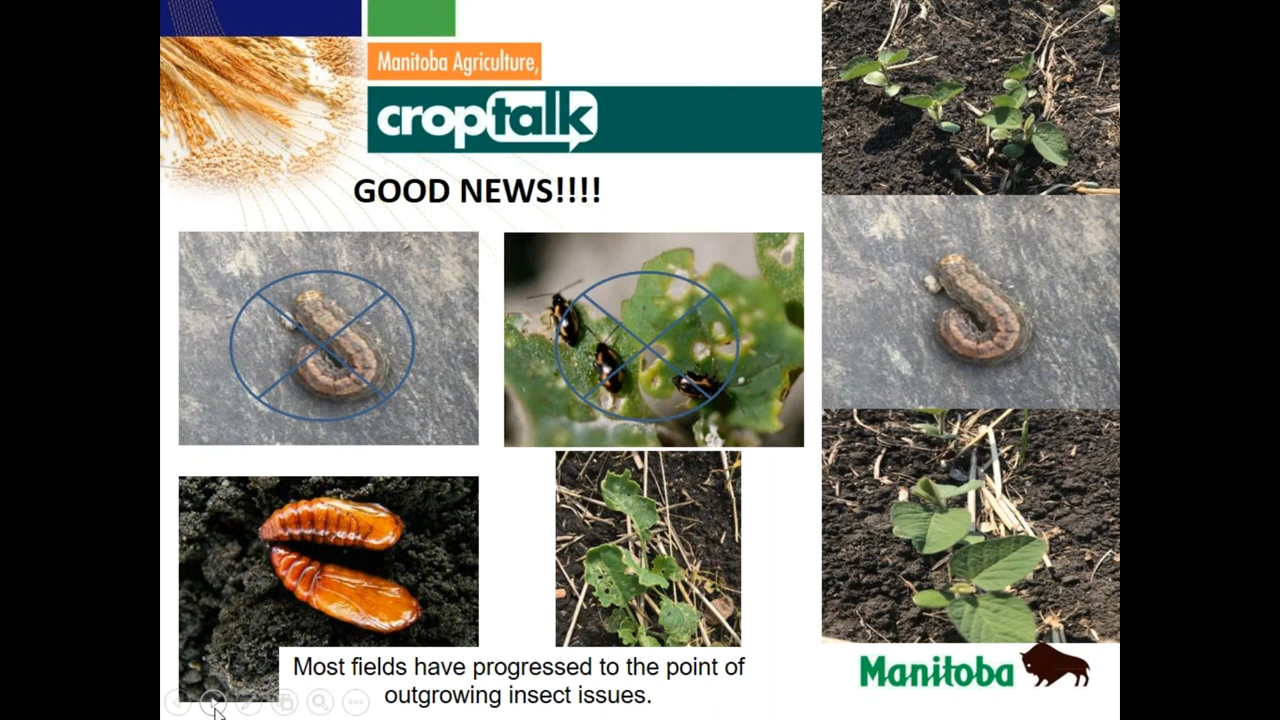 Manitoba Agriculture,
croptalk
GOOD NEWS!!!!
Most fields have progressed to the point of
outgrowing insect issues.
Manitoba